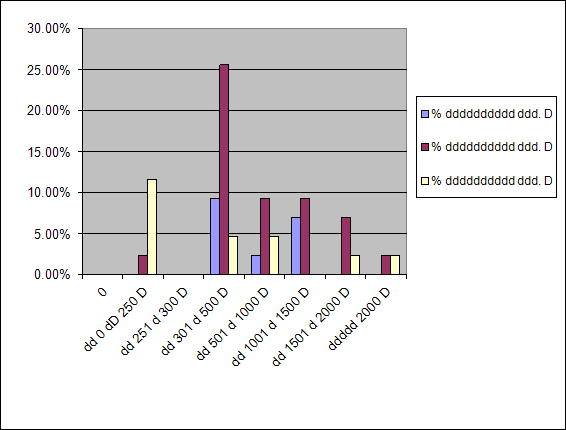 30.00%
25.00%
20.00%
15.00%
10.00%
5.00%
0.00%
0
dd 0 dD 250 D
dd 251 d 300 D
dd 301 d 500 D
dd 501 d 1000 D
dd 1001 d 1500 D
dd 1501 d 2000 D
ddddd 2000 D
% dddddddddd ddd. D
% dddddddddd ddd. D
% dddddddddd ddd. D